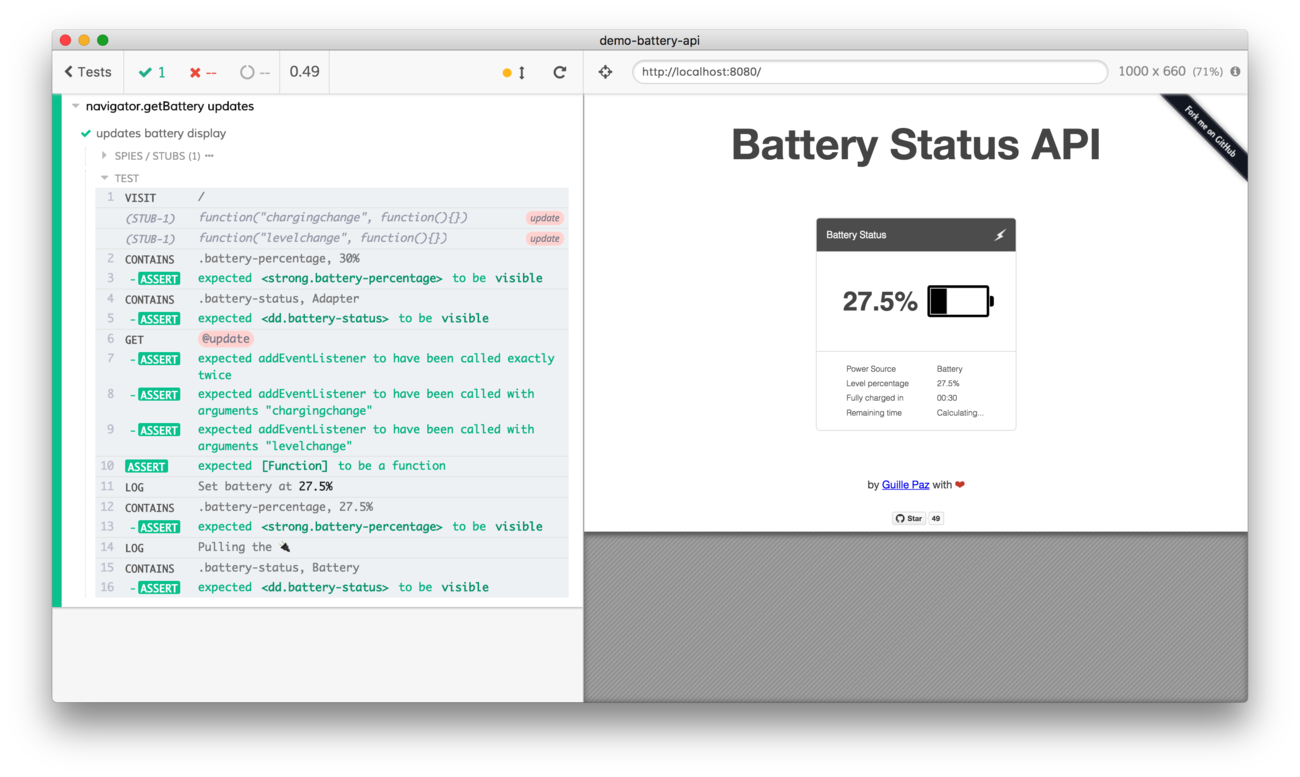 demo-battery-api
Tests
1
--
--
0.49
http://localhost:8080/
1000 x 660 (71%)
navigator.getBattery updates
updates battery display
SPIES / STUBS (1)
TEST
1 VISIT /
(STUB-1) function("chargingchange", function(){}) update
(STUB-1) function("levelchange", function(){}) update
2 CONTAINS .battery-percentage, 30%
3 - ASSERT expected <strong.battery-percentage> to be visible
4 CONTAINS .battery-status, Adapter
5 - ASSERT expected <dd.battery-status> to be visible
6 GET @update
7 - ASSERT expected addEventListener to have been called exactly
twice
8 - ASSERT expected addEventListener to have been called with
arguments "chargingchange"
9 - ASSERT expected addEventListener to have been called with
arguments "levelchange"
10 ASSERT expected [Function] to be a function
11 LOG Set battery at 27.5%
12 CONTAINS .battery-percentage, 27.5%
13 - ASSERT expected <strong.battery-percentage> to be visible
14 LOG Pulling the 🔌
15 CONTAINS .battery-status, Battery
16 - ASSERT expected <dd.battery-status> to be visible
Fork me on GitHub
Battery Status API
Battery Status
27.5%
Power Source Battery
Level percentage 27.5%
Fully charged in 00:30
Remaining time Calculating...
by Guille Paz with ❤
Star 49